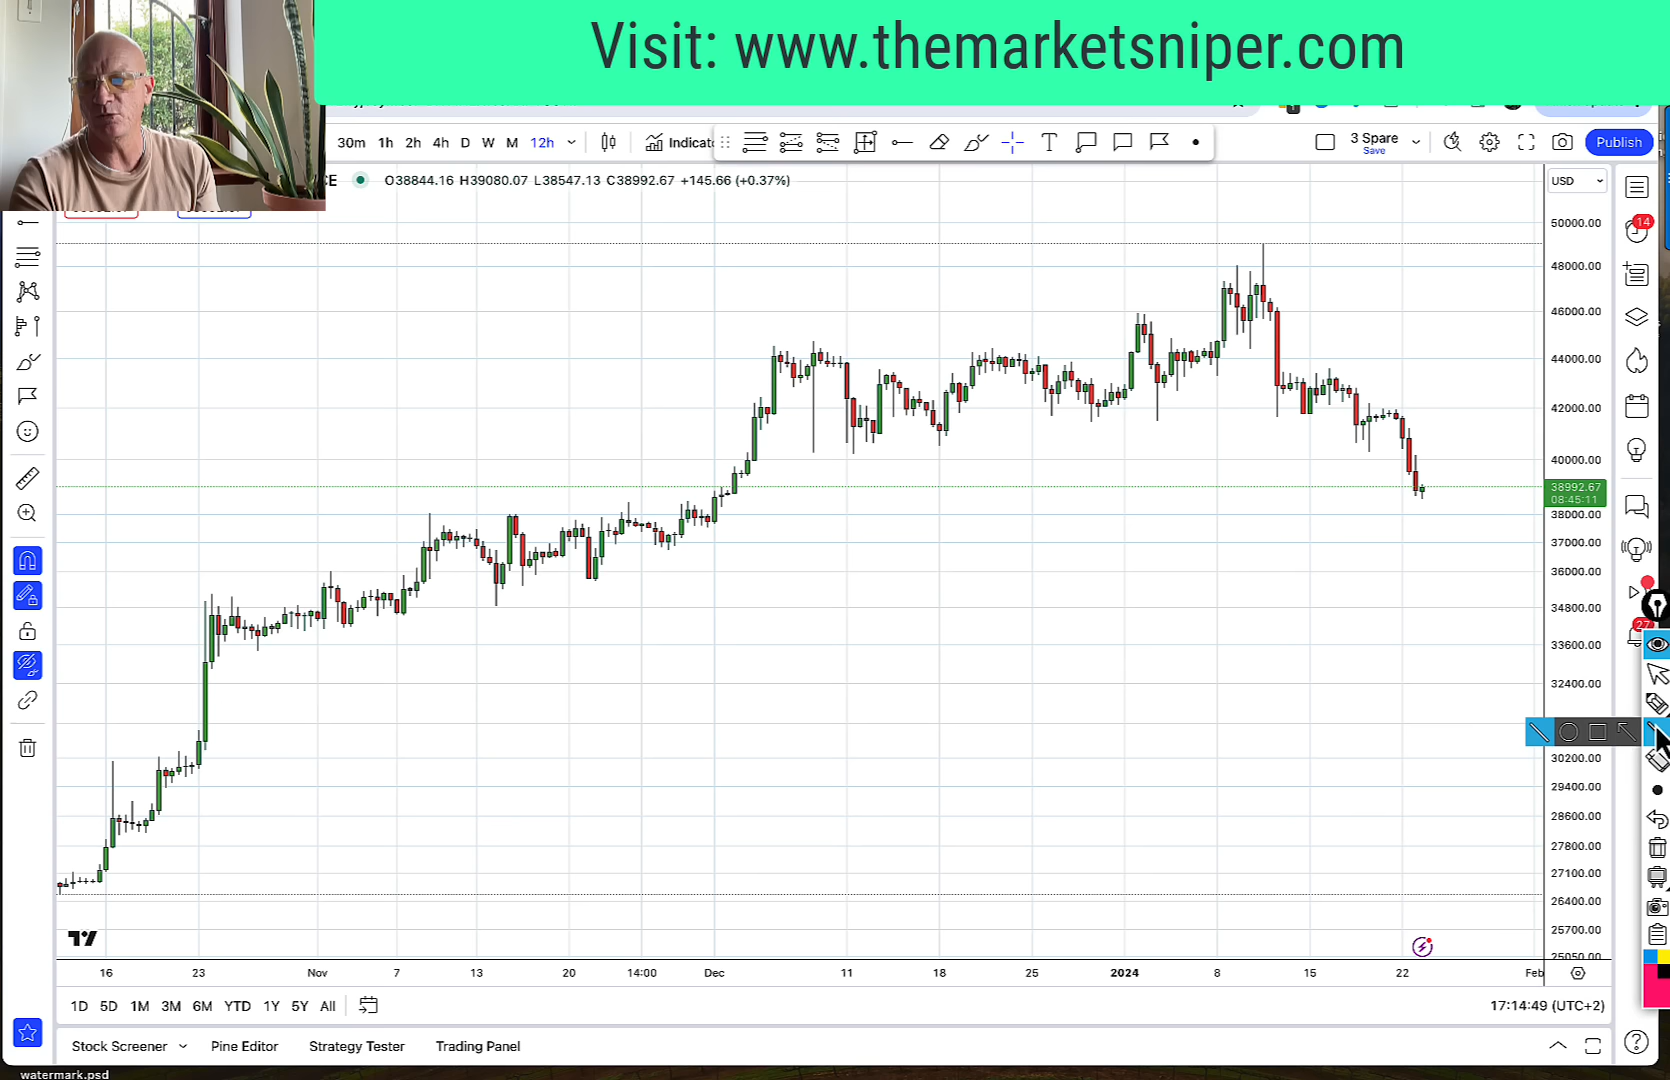 Visit: www.themarketsniper.com
30m 1h 2h 4h D W M 12h Indicat
T
3 Spare
Save
Publish
CE O38844.16 H39080.07 L38547.13 C38992.67 +145.66 (+0.37%)
USD
50000.00
14
48000.00
46000.00
44000.00
42000.00
40000.00
38992.67
08:45:11
38000.00
37000.00
36000.00
34800.00
33600.00
27
32400.00
30200.00
29400.00
28600.00
27800.00
27100.00
26400.00
25700.00
25050.00
16 23 Nov 7 13 20 14:00 Dec 11 18 25 2024 8 15 22 Feb
1D 5D 1M 3M 6M YTD 1Y 5Y All
17:14:49 (UTC+2)
Stock Screener Pine Editor Strategy Tester Trading Panel
watermark.psd